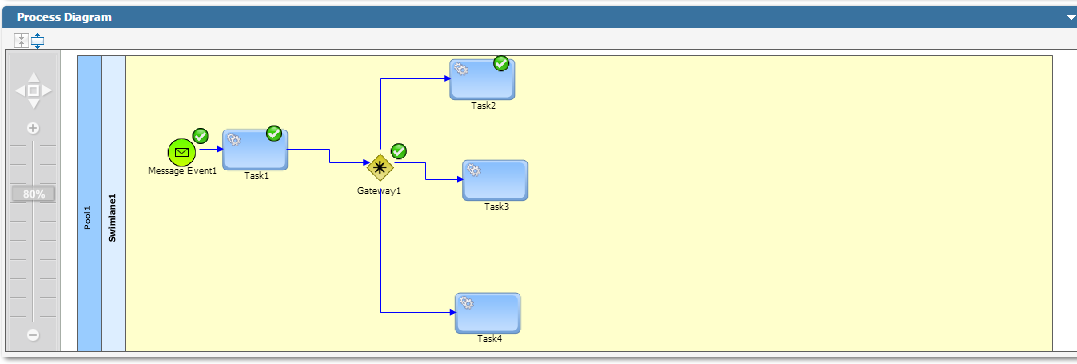 Process Diagram
80%
Pool1
Swimlane1
Message Event1
Task1
Gateway1
Task2
Task3
Task4